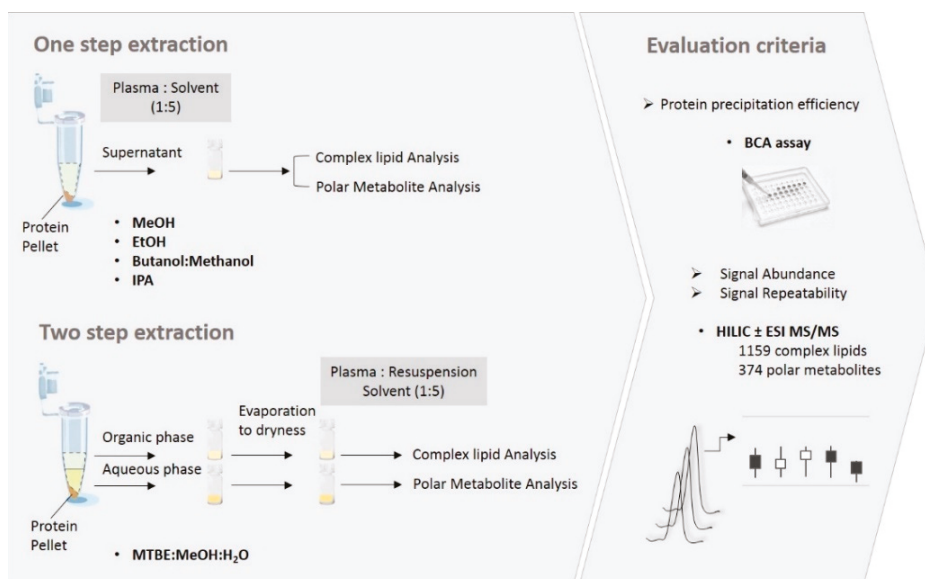 One step extraction
Plasma : Solvent
(1:5)
Supernatant
Complex lipid Analysis
Polar Metabolite Analysis
Protein
Pellet
• MeOH
• EtOH
• Butanol:Methanol
• IPA
Two step extraction
Plasma : Resuspension
Solvent (1:5)
Evaporation
to dryness
Organic phase
Complex lipid Analysis
Aqueous phase
Polar Metabolite Analysis
Protein
Pellet
• MTBE:MeOH:H₂O
Evaluation criteria
➢ Protein precipitation efficiency
• BCA assay
➢ Signal Abundance
➢ Signal Repeatability
• HILIC ± ESI MS/MS
1159 complex lipids
374 polar metabolites